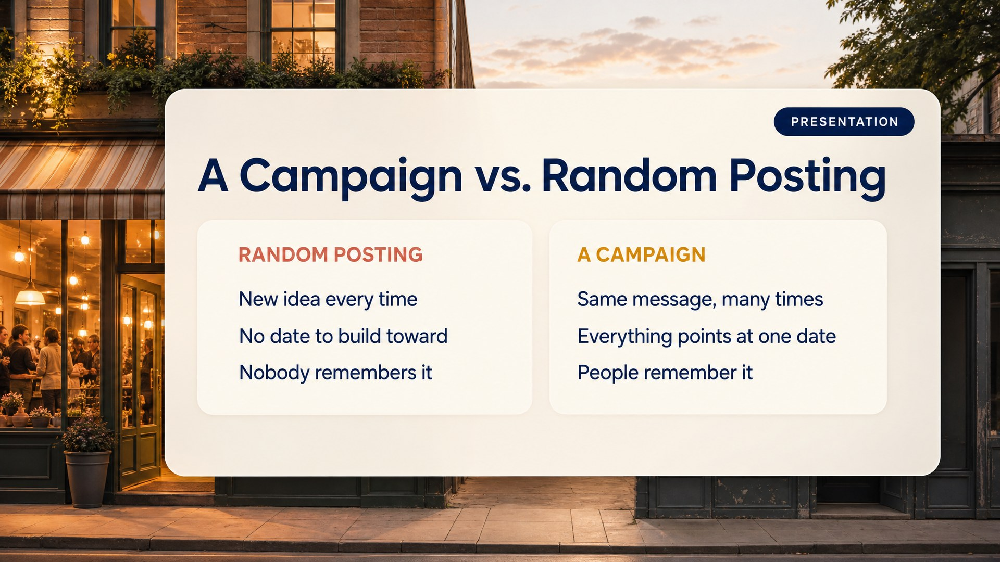 PRESENTATION
A Campaign vs. Random Posting
RANDOM POSTING
New idea every time
No date to build toward
Nobody remembers it
A CAMPAIGN
Same message, many times
Everything points at one date
People remember it